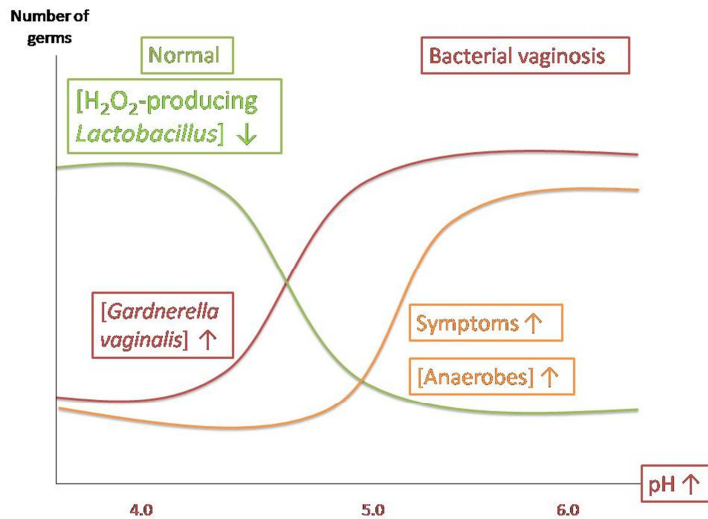 Number of
germs
Normal
Bacterial vaginosis
[H₂O₂-producing
Lactobacillus] ↓
[Gardnerella
vaginalis] ↑
Symptoms ↑
[Anaerobes] ↑
pH ↑
4.0
5.0
6.0